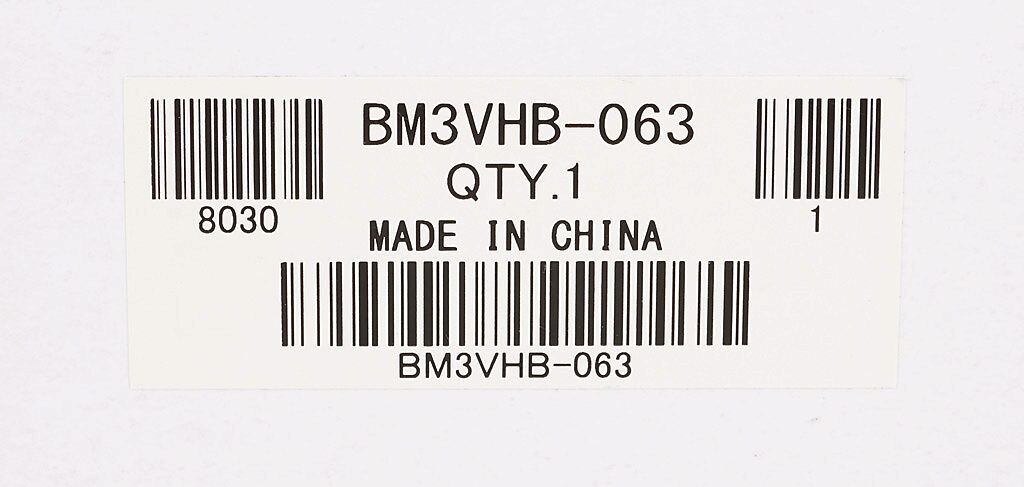 BM3VHB-063
QTY.1
8030
1
MADE IN CHINA
BM3VHB-063